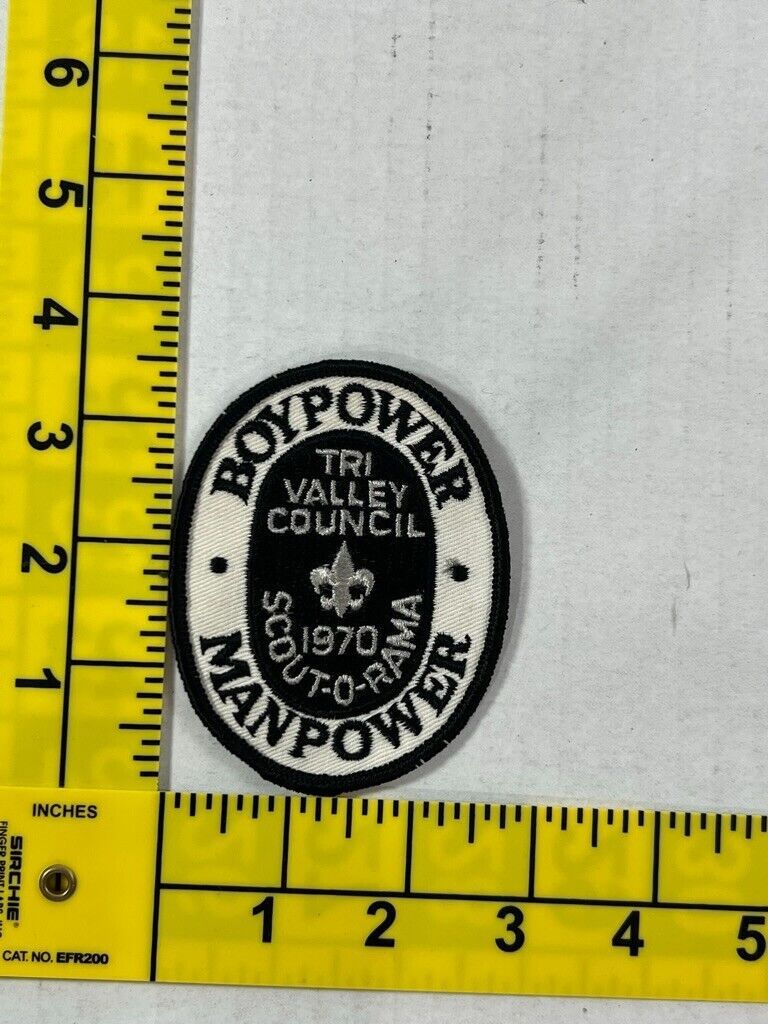 6
5
4
3
2
1
BOYPOWER
TRI
VALLEY
COUNCIL
1970
SCOUT-O-RAMA
MANPOWER
INCHES
SIRCHIE®
CAT. NO. EFR200
1 2 3 4 5